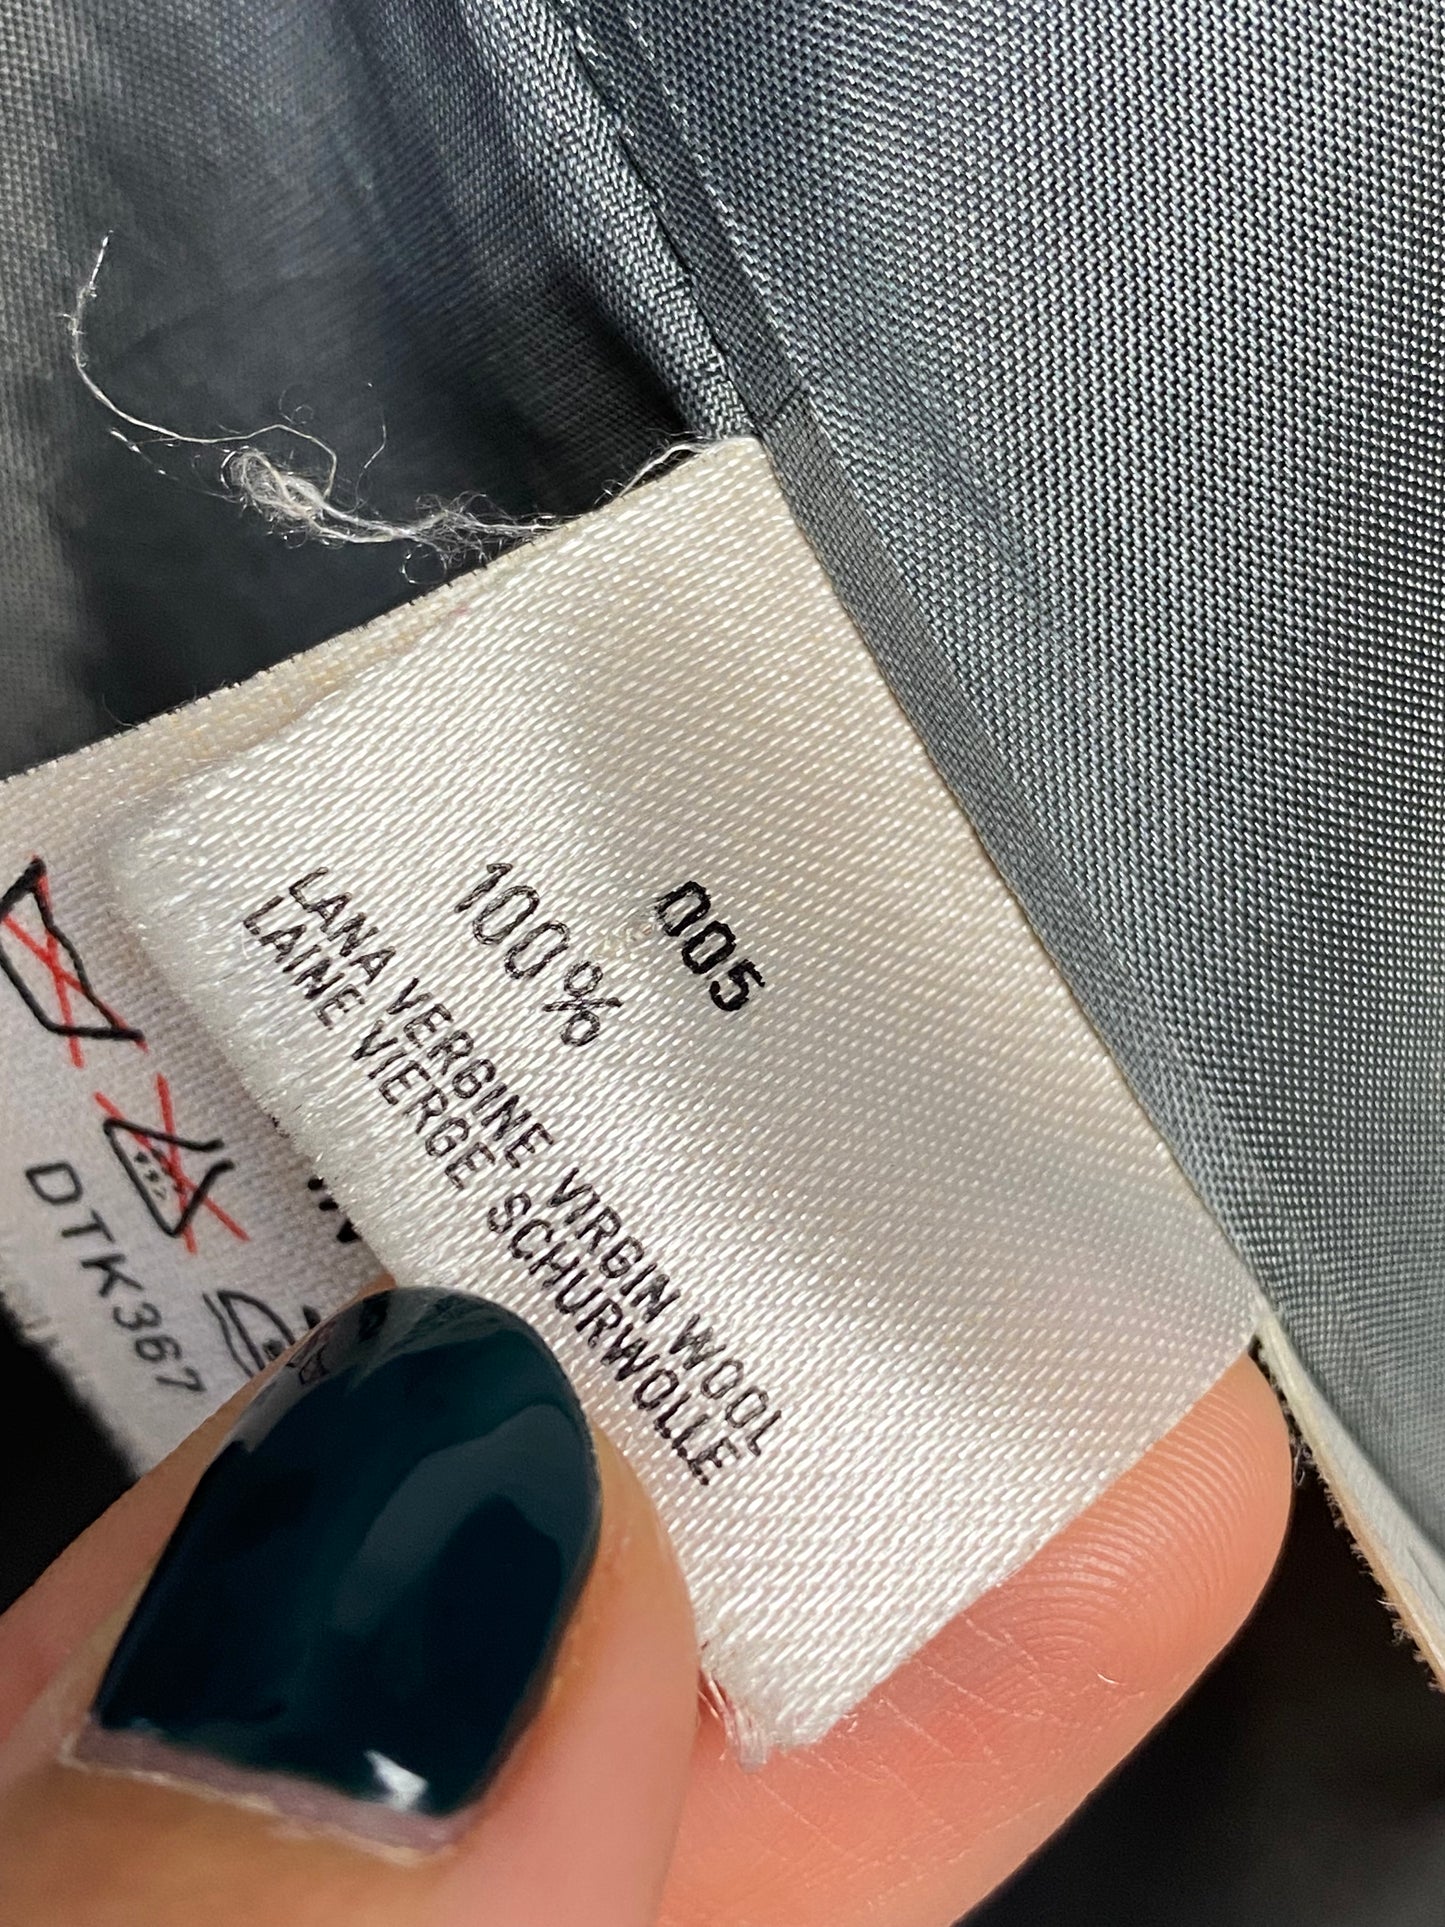 005
100%
LANA VERGINE VIRGIN WOOL
LAINE VIERGE SCHURWOLLE
DTK367